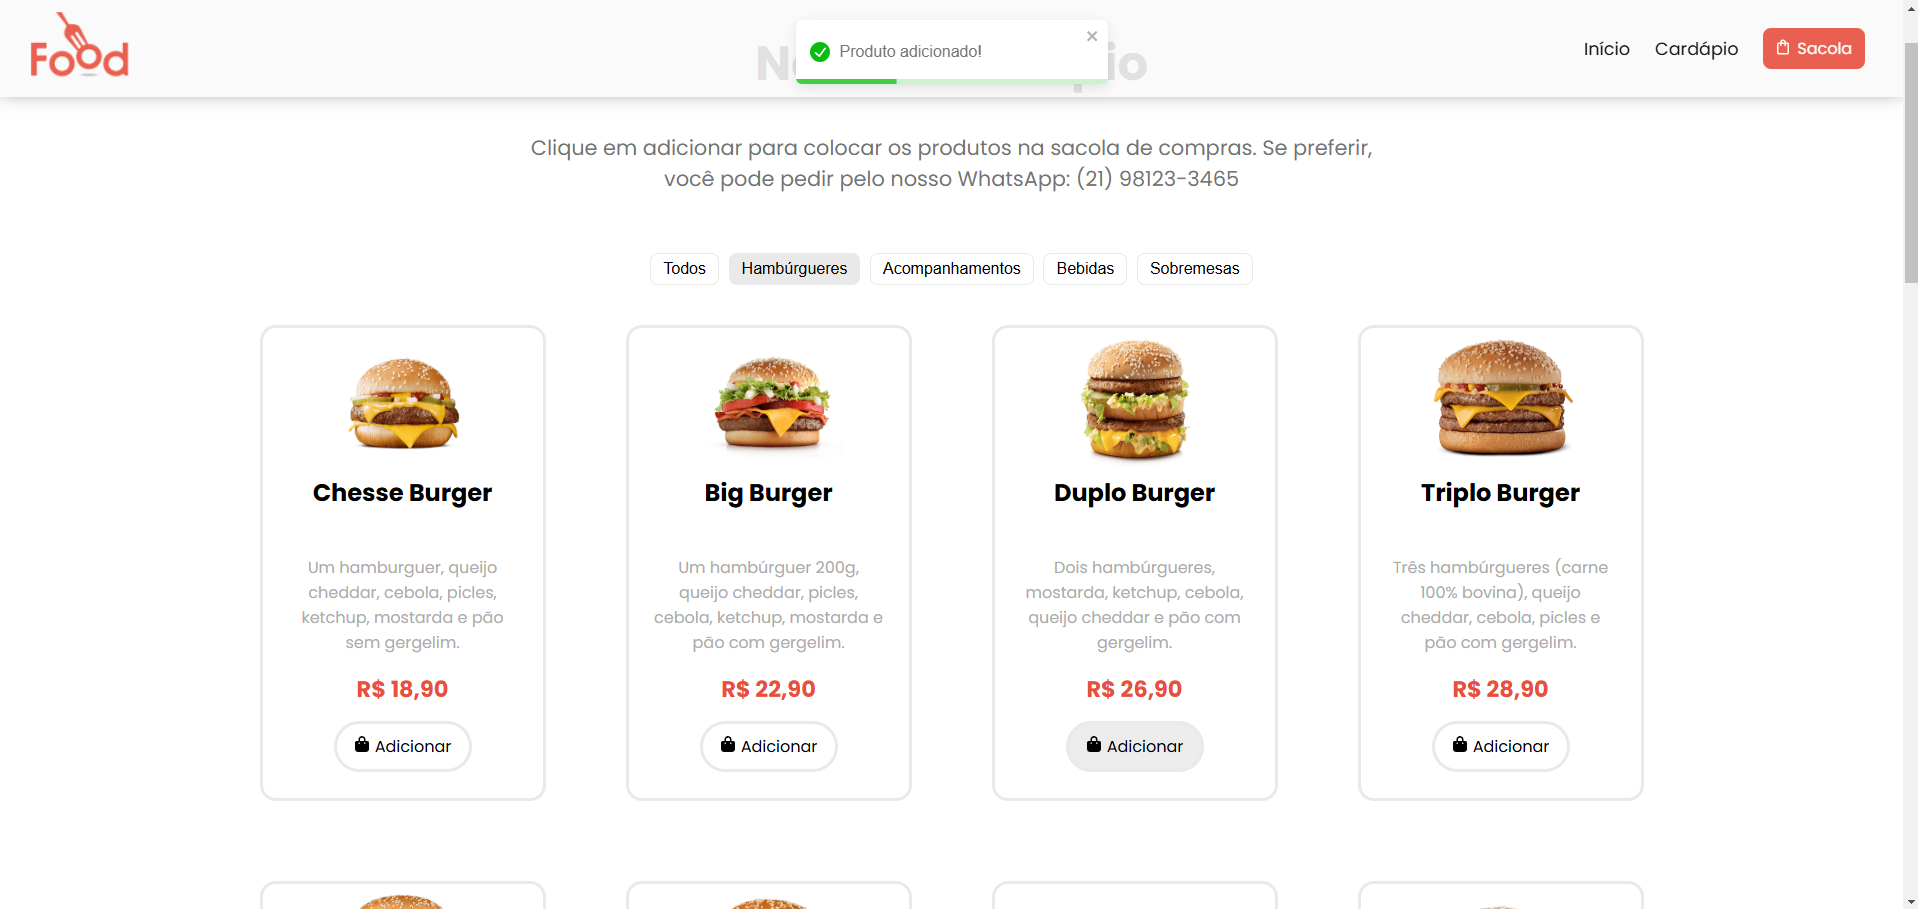 Food
Produto adicionado!
Início
Cardápio
Sacola
Clique em adicionar para colocar os produtos na sacola de compras. Se preferir,
você pode pedir pelo nosso WhatsApp: (21) 98123-3465
Todos
Hambúrgueres
Acompanhamentos
Bebidas
Sobremesas
Chesse Burger
Um hamburguer, queijo
cheddar, cebola, picles,
ketchup, mostarda e pão
sem gergelim.
R$ 18,90
Adicionar
Big Burger
Um hambúrguer 200g,
queijo cheddar, picles,
cebola, ketchup, mostarda e
pão com gergelim.
R$ 22,90
Adicionar
Duplo Burger
Dois hambúrgueres,
mostarda, ketchup, cebola,
queijo cheddar e pão com
gergelim.
R$ 26,90
Adicionar
Triplo Burger
Três hambúrgueres (carne
100% bovina), queijo
cheddar, cebola, picles e
pão com gergelim.
R$ 28,90
Adicionar